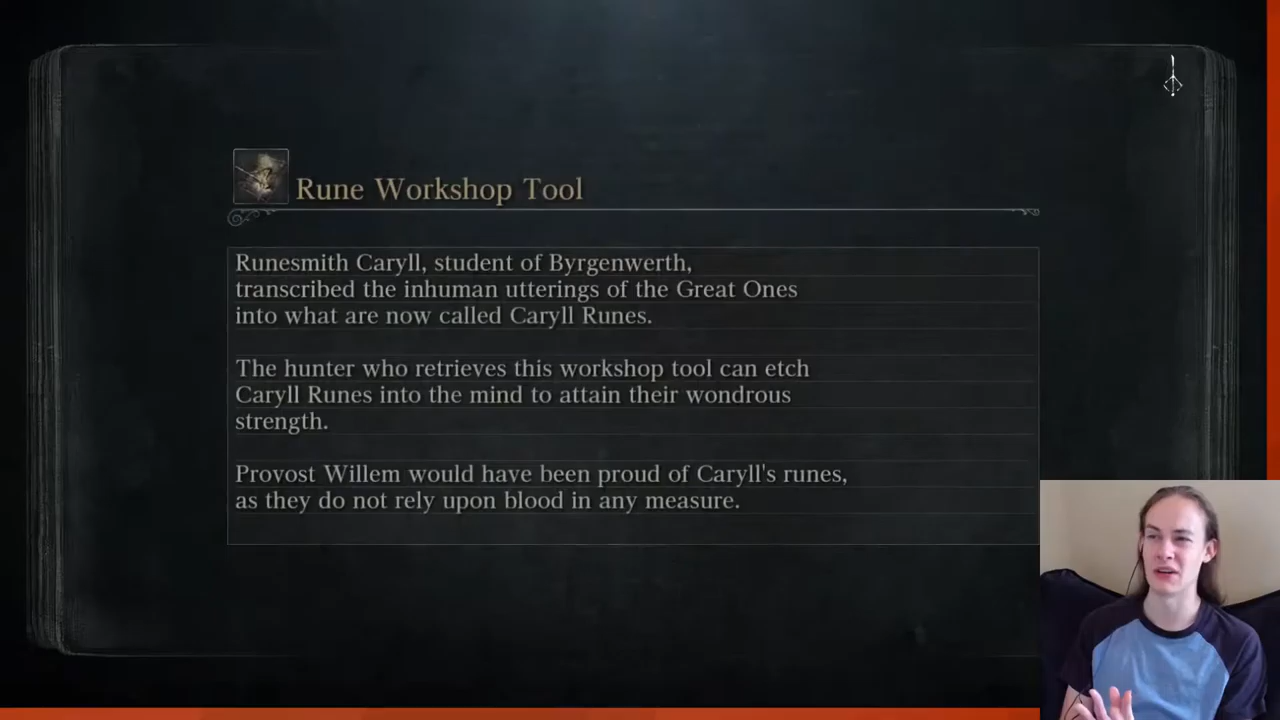 Rune Workshop Tool
Runesmith Caryll, student of Byrgenwerth,
transcribed the inhuman utterings of the Great Ones
into what are now called Caryll Runes.
The hunter who retrieves this workshop tool can etch
Caryll Runes into the mind to attain their wondrous
strength.
Provost Willem would have been proud of Caryll's runes,
as they do not rely upon blood in any measure.